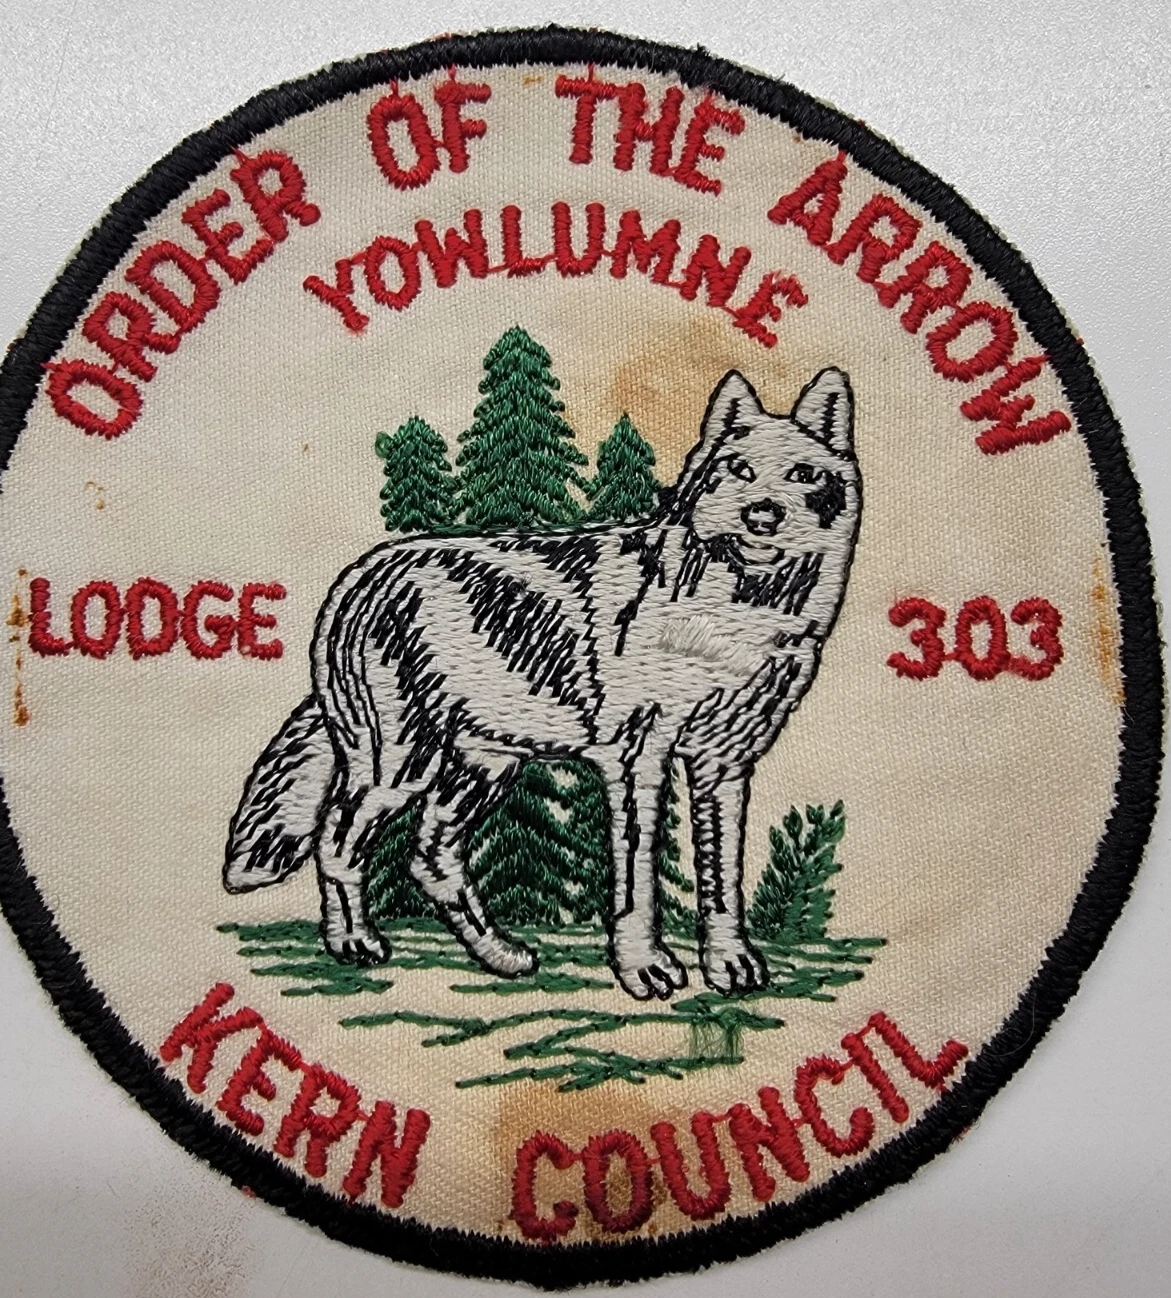 ORDER OF THE ARROW
YOWLUMNE
LODGE 303
KERN COUNCIL